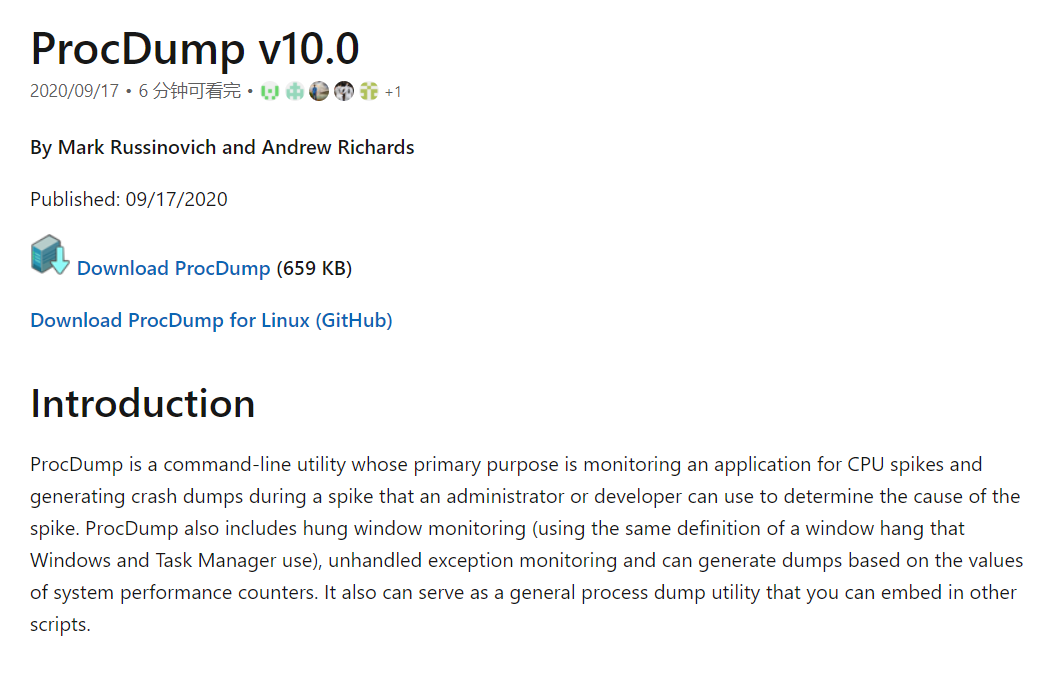 ProcDump v10.0
2020/09/17 • 6 分钟可看完 • +1
By Mark Russinovich and Andrew Richards
Published: 09/17/2020
Download ProcDump (659 KB)
Download ProcDump for Linux (GitHub)
Introduction
ProcDump is a command-line utility whose primary purpose is monitoring an application for CPU spikes and
generating crash dumps during a spike that an administrator or developer can use to determine the cause of the
spike. ProcDump also includes hung window monitoring (using the same definition of a window hang that
Windows and Task Manager use), unhandled exception monitoring and can generate dumps based on the values
of system performance counters. It also can serve as a general process dump utility that you can embed in other
scripts.